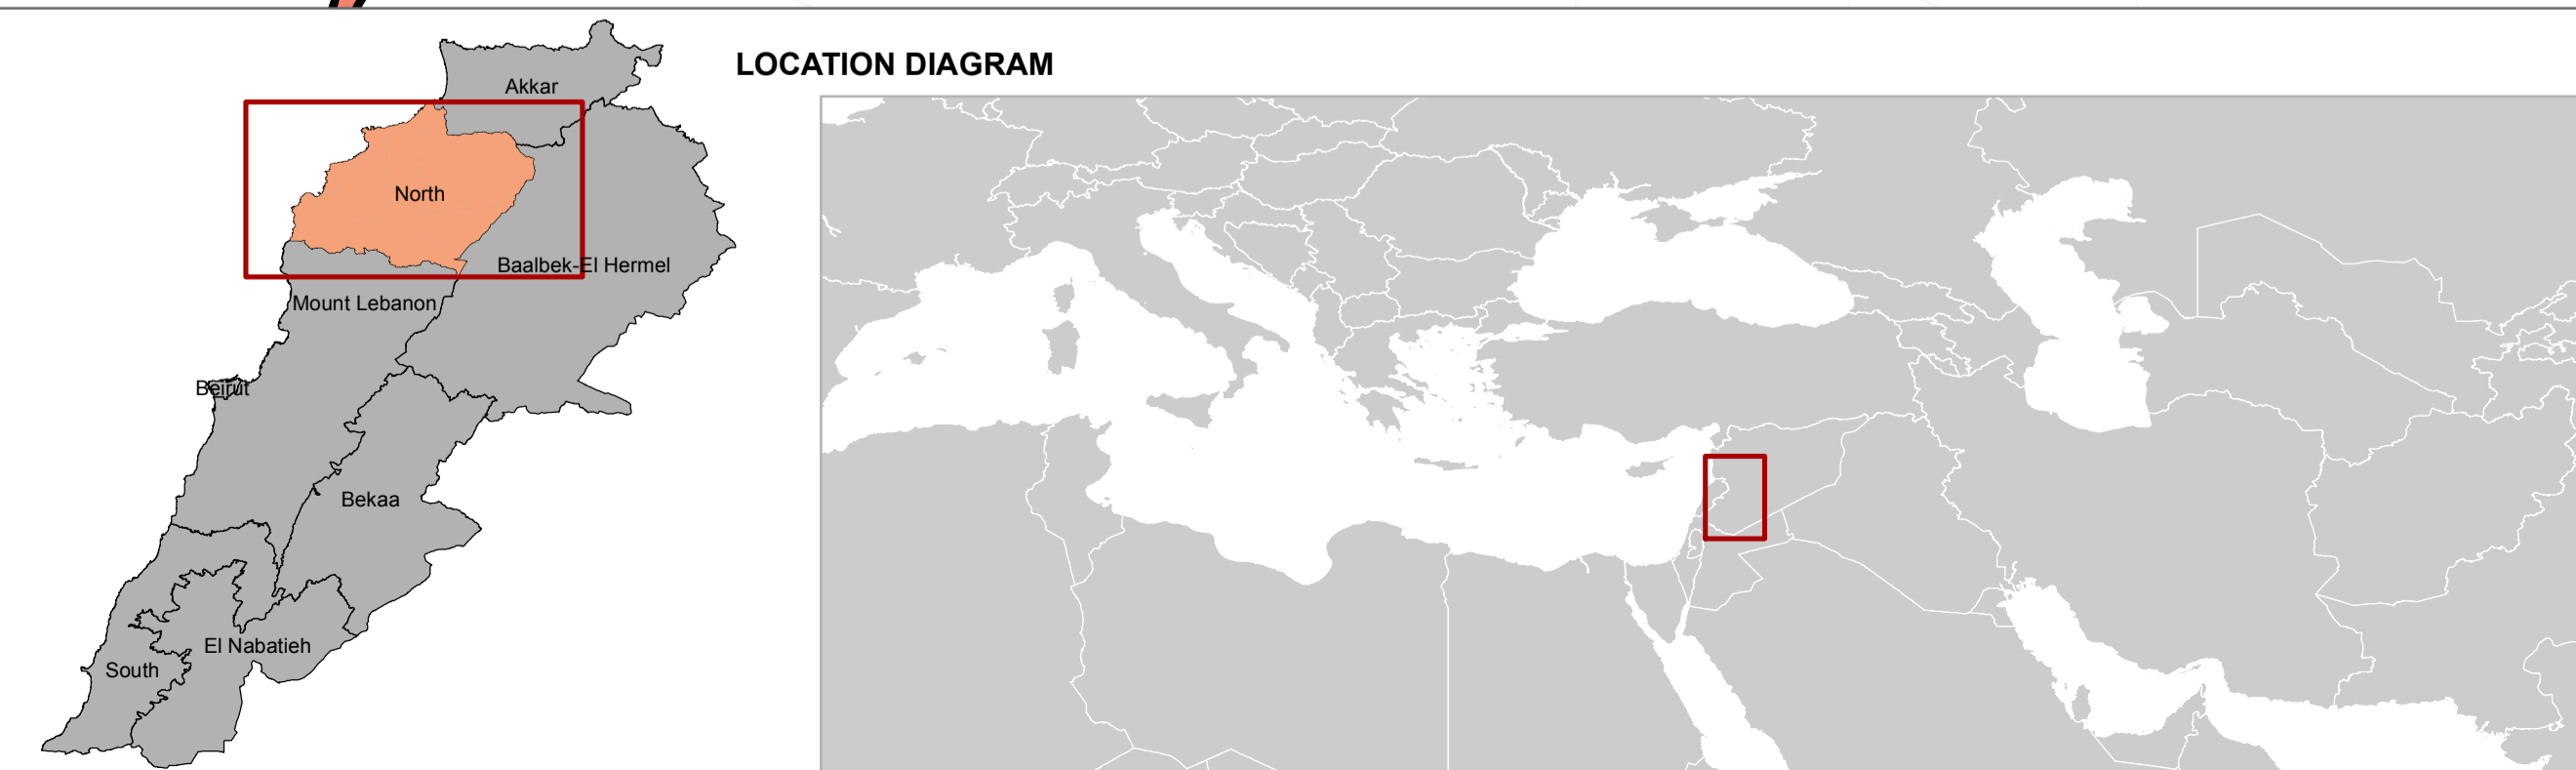 LOCATION DIAGRAM
Akkar
North
Baalbek-El Hermel
Mount Lebanon
Beirut
Bekaa
El Nabatieh
South